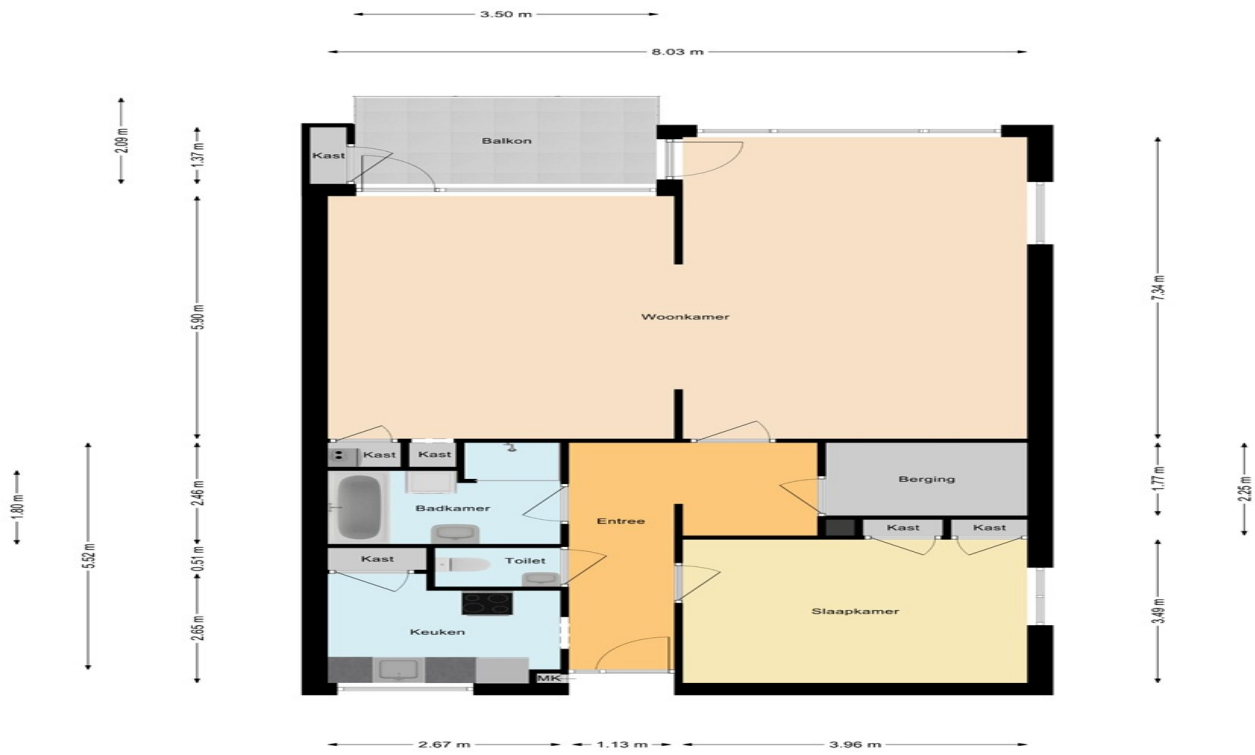 3.50 m
8.03 m
2.09 m
1.37 m
Kast
Balkon
5.90 m
7.34 m
Woonkamer
Kast
Kast
Berging
Badkamer
Entree
Kast
Kast
Kast
Toilet
Slaapkamer
Keuken
MK
1.80 m
5.52 m
2.46 m
0.51 m
2.65 m
1.77 m
3.49 m
2.25 m
2.67 m
1.13 m
3.96 m